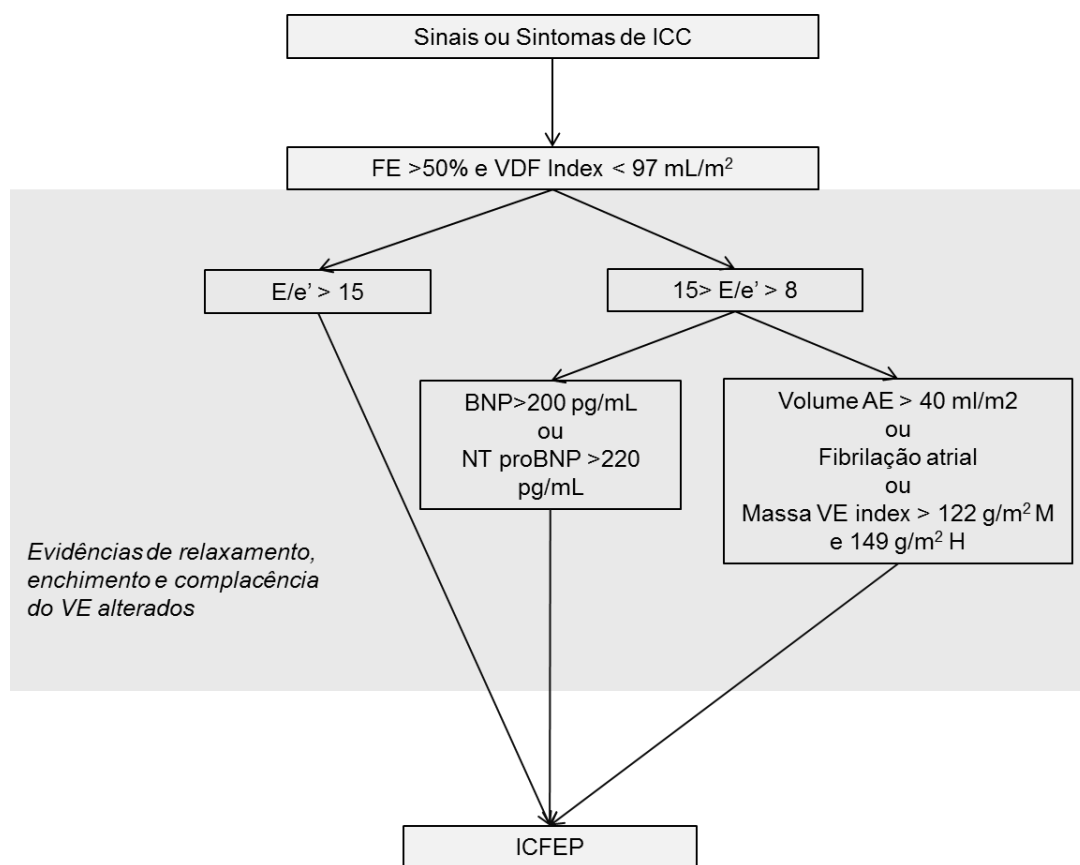 Sinais ou Sintomas de ICC
FE >50% e VDF Index < 97 mL/m²
E/e’ > 15
15> E/e’ > 8
BNP>200 pg/mL
ou
NT proBNP >220
pg/mL
Volume AE > 40 ml/m2
ou
Fibrilação atrial
ou
Massa VE index > 122 g/m² M
e 149 g/m² H
Evidências de relaxamento,
enchimento e complacência
do VE alterados
ICFEP